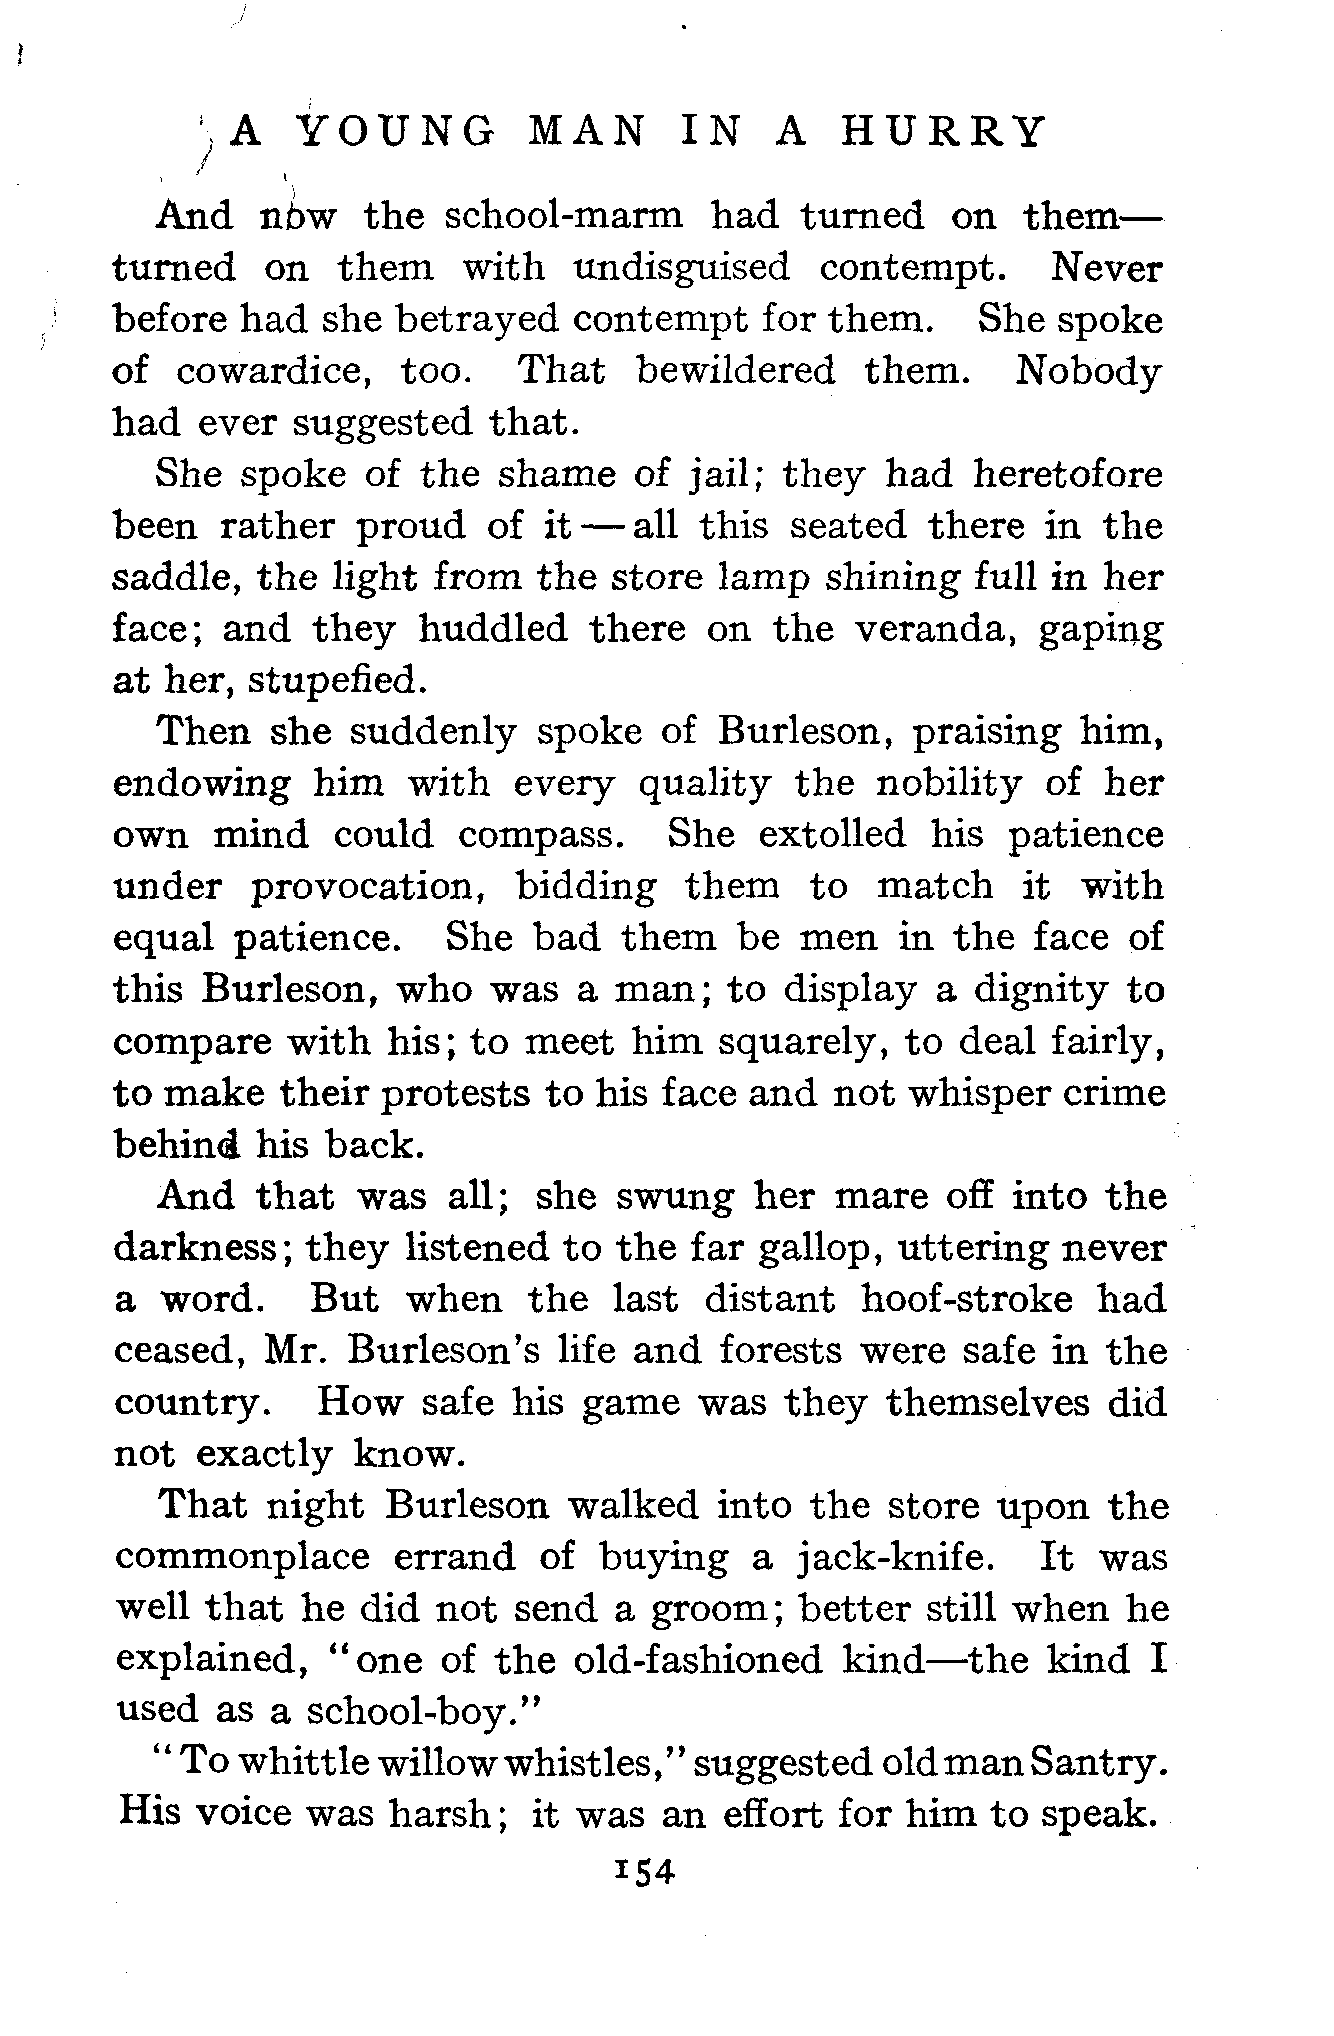 A YOUNG MAN IN A HURRY
And now the school-marm had turned on them—
turned on them with undisguised contempt. Never
before had she betrayed contempt for them. She spoke
of cowardice, too. That bewildered them. Nobody
had ever suggested that.
She spoke of the shame of jail; they had heretofore
been rather proud of it—all this seated there in the
saddle, the light from the store lamp shining full in her
face; and they huddled there on the veranda, gaping
at her, stupefied.
Then she suddenly spoke of Burleson, praising him,
endowing him with every quality the nobility of her
own mind could compass. She extolled his patience
under provocation, bidding them to match it with
equal patience. She bad them be men in the face of
this Burleson, who was a man; to display a dignity to
compare with his; to meet him squarely, to deal fairly,
to make their protests to his face and not whisper crime
behind his back.
And that was all; she swung her mare off into the
darkness; they listened to the far gallop, uttering never
a word. But when the last distant hoof-stroke had
ceased, Mr. Burleson's life and forests were safe in the
country. How safe his game was they themselves did
not exactly know.
That night Burleson walked into the store upon the
commonplace errand of buying a jack-knife. It was
well that he did not send a groom; better still when he
explained, "one of the old-fashioned kind—the kind I
used as a school-boy."
"To whittle willow whistles," suggested old man Santry.
His voice was harsh; it was an effort for him to speak.
154